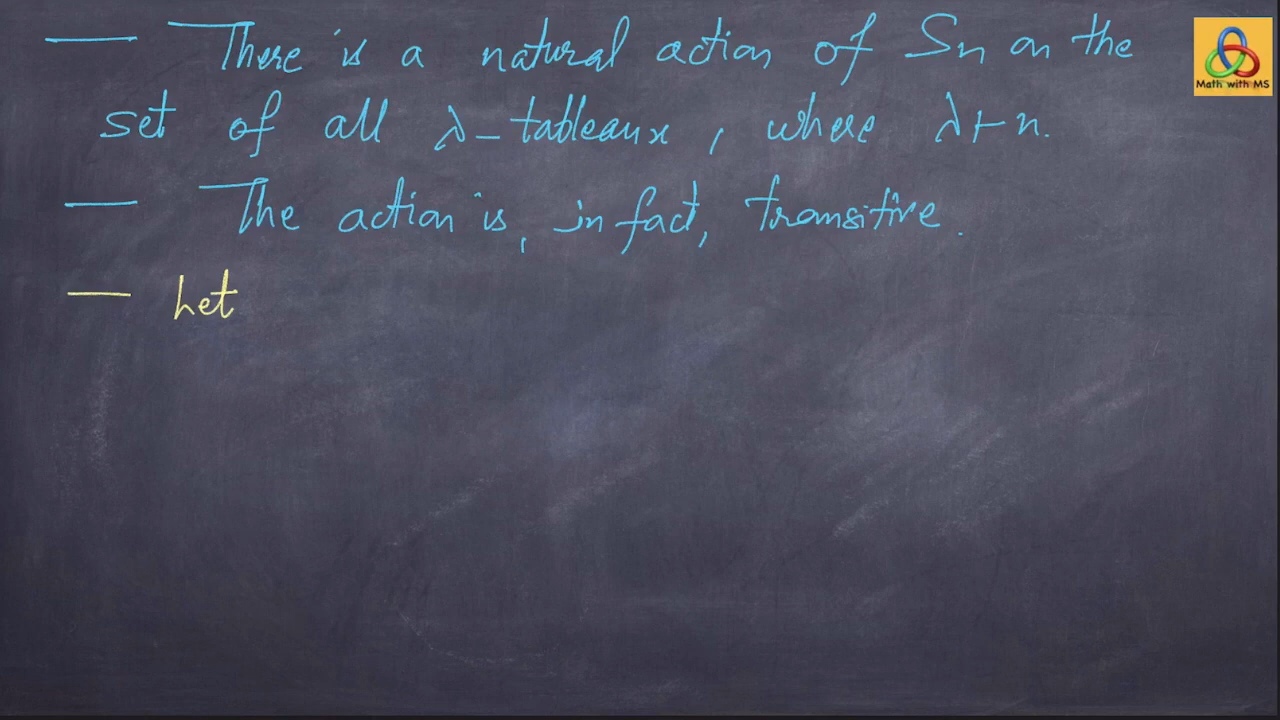 — There is a natural action of Sn on the
Math with MS
set of all λ-tableaux, where λ⊢n.
— The action is, in fact, transitive.
— Let